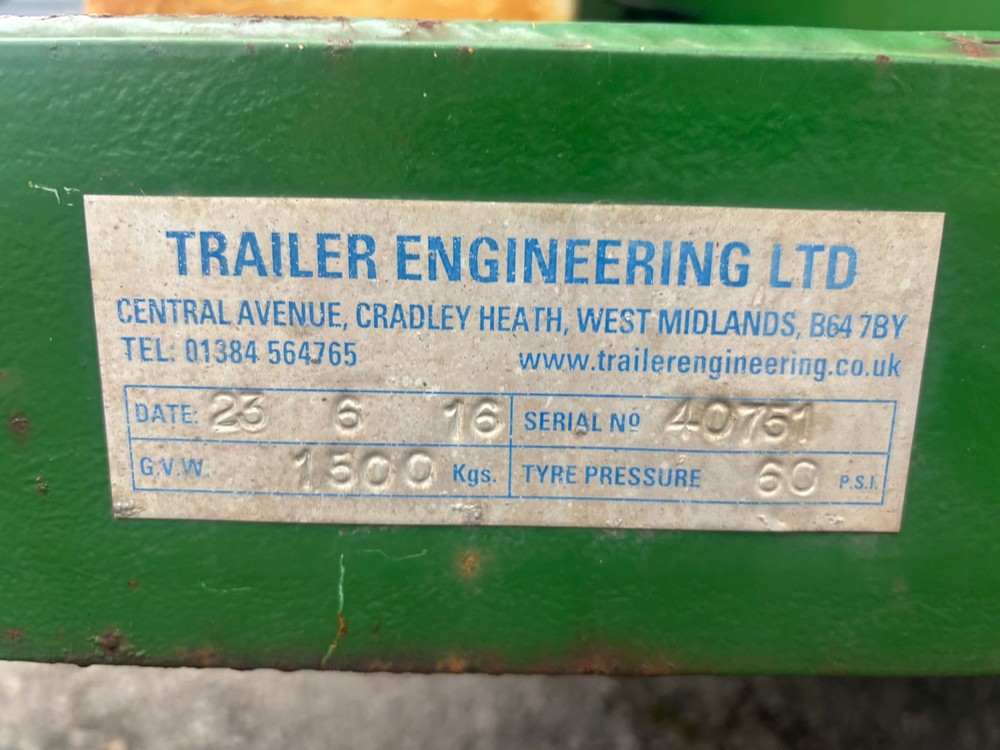 TRAILER ENGINEERING LTD
CENTRAL AVENUE, CRADLEY HEATH, WEST MIDLANDS, B64 7BY
TEL: 01384 564765 www.trailerengineering.co.uk
DATE: 23 6 16 SERIAL Nº 40751
G.V.W. 1500 Kgs. TYRE PRESSURE 60 P.S.I.